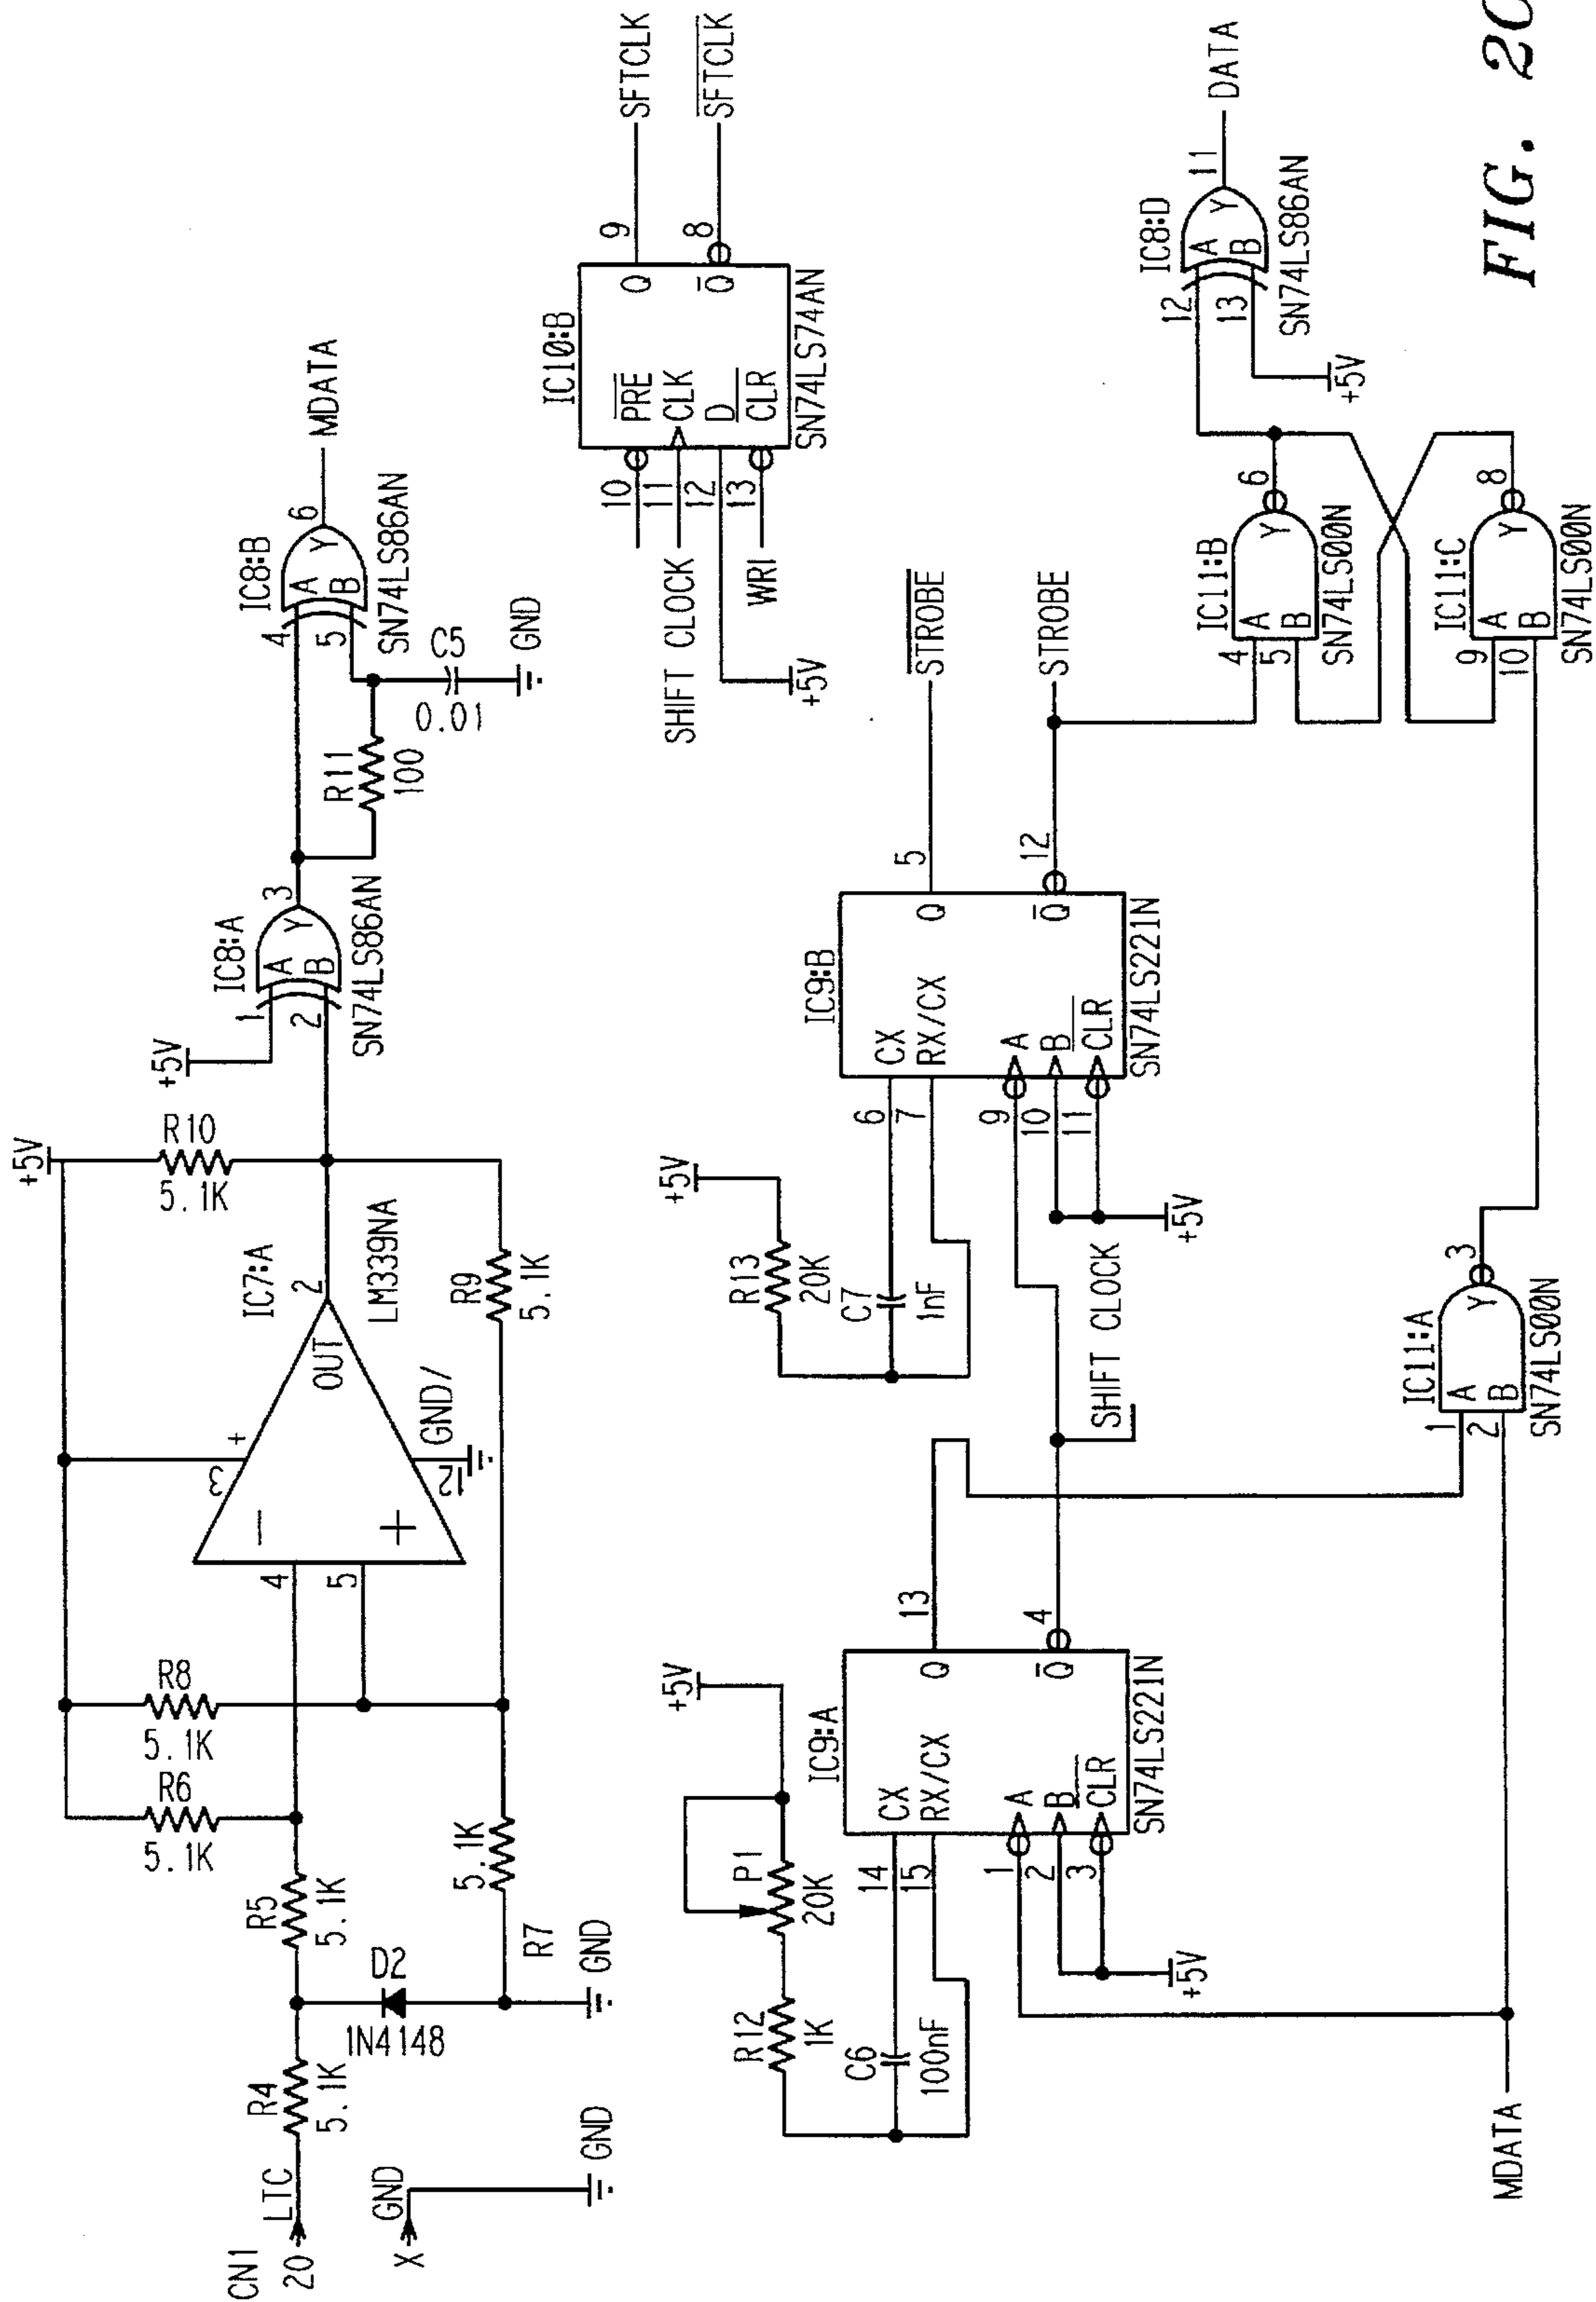 CN1
20
LTC
X
GND
GND
R4
5.1K
D2
1N4148
R5
5.1K
R6
5.1K
R8
5.1K
5.1K
R7
GND
+5V
4
5
3
+
−
+
OUT
12
GND/
IC7:A
2
LM339NA
R10
5.1K
R9
5.1K
+5V
IC8:A
1
2
A
B
Y
3
SN74LS86AN
R11
100
C5
0.01
GND
IC8:B
4
5
A
B
Y
6
SN74LS86AN
MDATA
IC10:B
10
11
12
13
PRE
CLK
D
CLR
Q
Q
9
8
SN74LS74AN
SHIFT CLOCK
WRI
+5V
SFTCLK
SFTCLK
+5V
P1
20K
R12
1K
C6
100nF
IC9:A
14
15
1
2
3
CX
RX/CX
A
B
CLR
Q
Q
13
4
SN74LS221N
+5V
MDATA
SHIFT CLOCK
+5V
R13
20K
C7
1nF
IC9:B
6
7
9
10
11
CX
RX/CX
A
B
CLR
Q
Q
5
12
SN74LS221N
+5V
STROBE
STROBE
IC11:A
1
2
A
B
Y
3
SN74LS00N
IC11:B
4
5
A
B
Y
6
SN74LS00N
IC11:C
9
10
A
B
Y
8
SN74LS00N
IC8:D
12
13
A
B
Y
11
SN74LS86AN
+5V
DATA
FIG. 2C